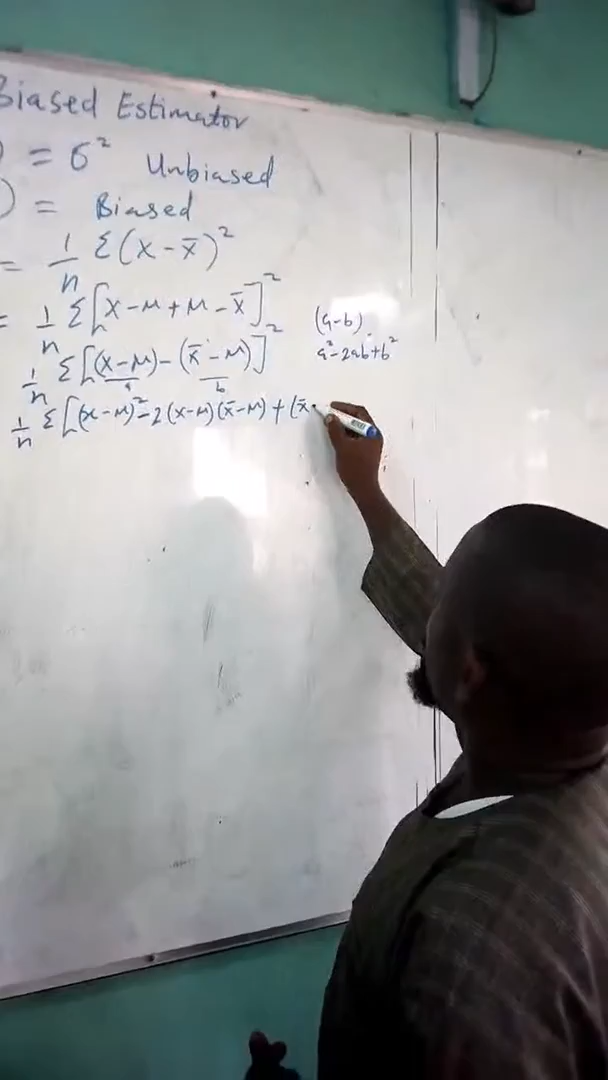 Biased Estimator
) = σ² Unbiased
) = Biased
= 1/n Σ(x - x̄)²
= 1/n Σ[x - μ + μ - x̄]²
1/n Σ[(x - μ) - (x̄ - μ)]²
a b
1/n Σ[(x - μ)² - 2(x - μ)(x̄ - μ) + (x̄
(a - b)
a² - 2ab + b²